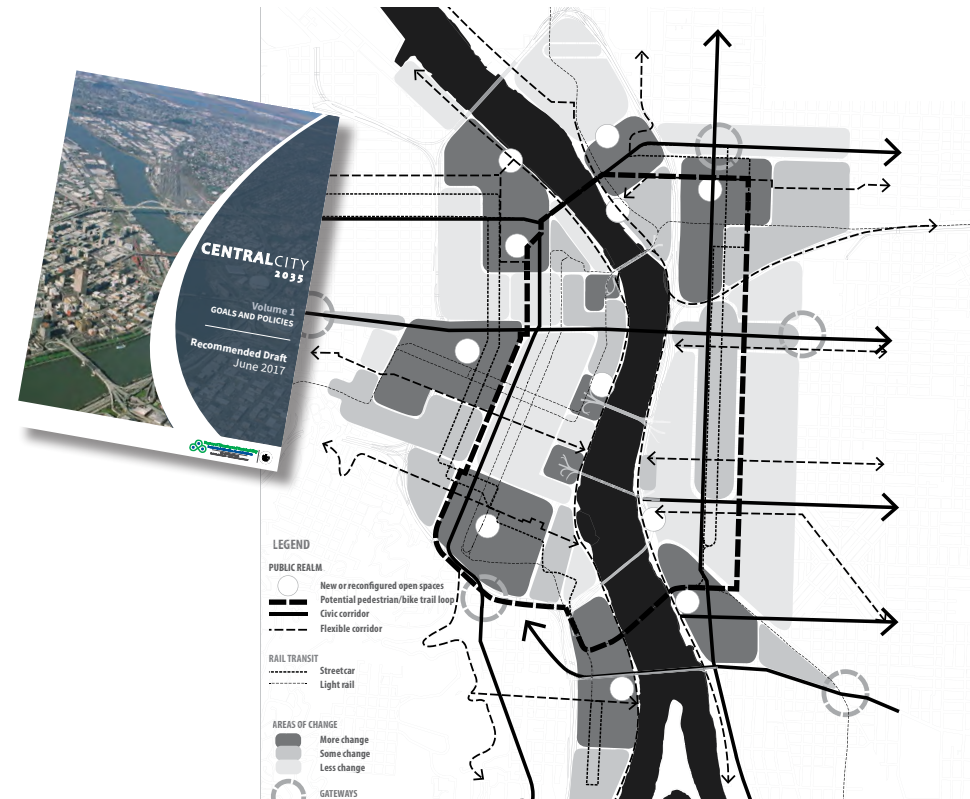 CENTRALCITY
2035
Volume 1
GOALS AND POLICIES
Recommended Draft
June 2017
LEGEND
PUBLIC REALM
New or reconfigured open spaces
Potential pedestrian/bike trail loop
Civic corridor
Flexible corridor
RAIL TRANSIT
Streetcar
Light rail
AREAS OF CHANGE
More change
Some change
Less change
GATEWAYS